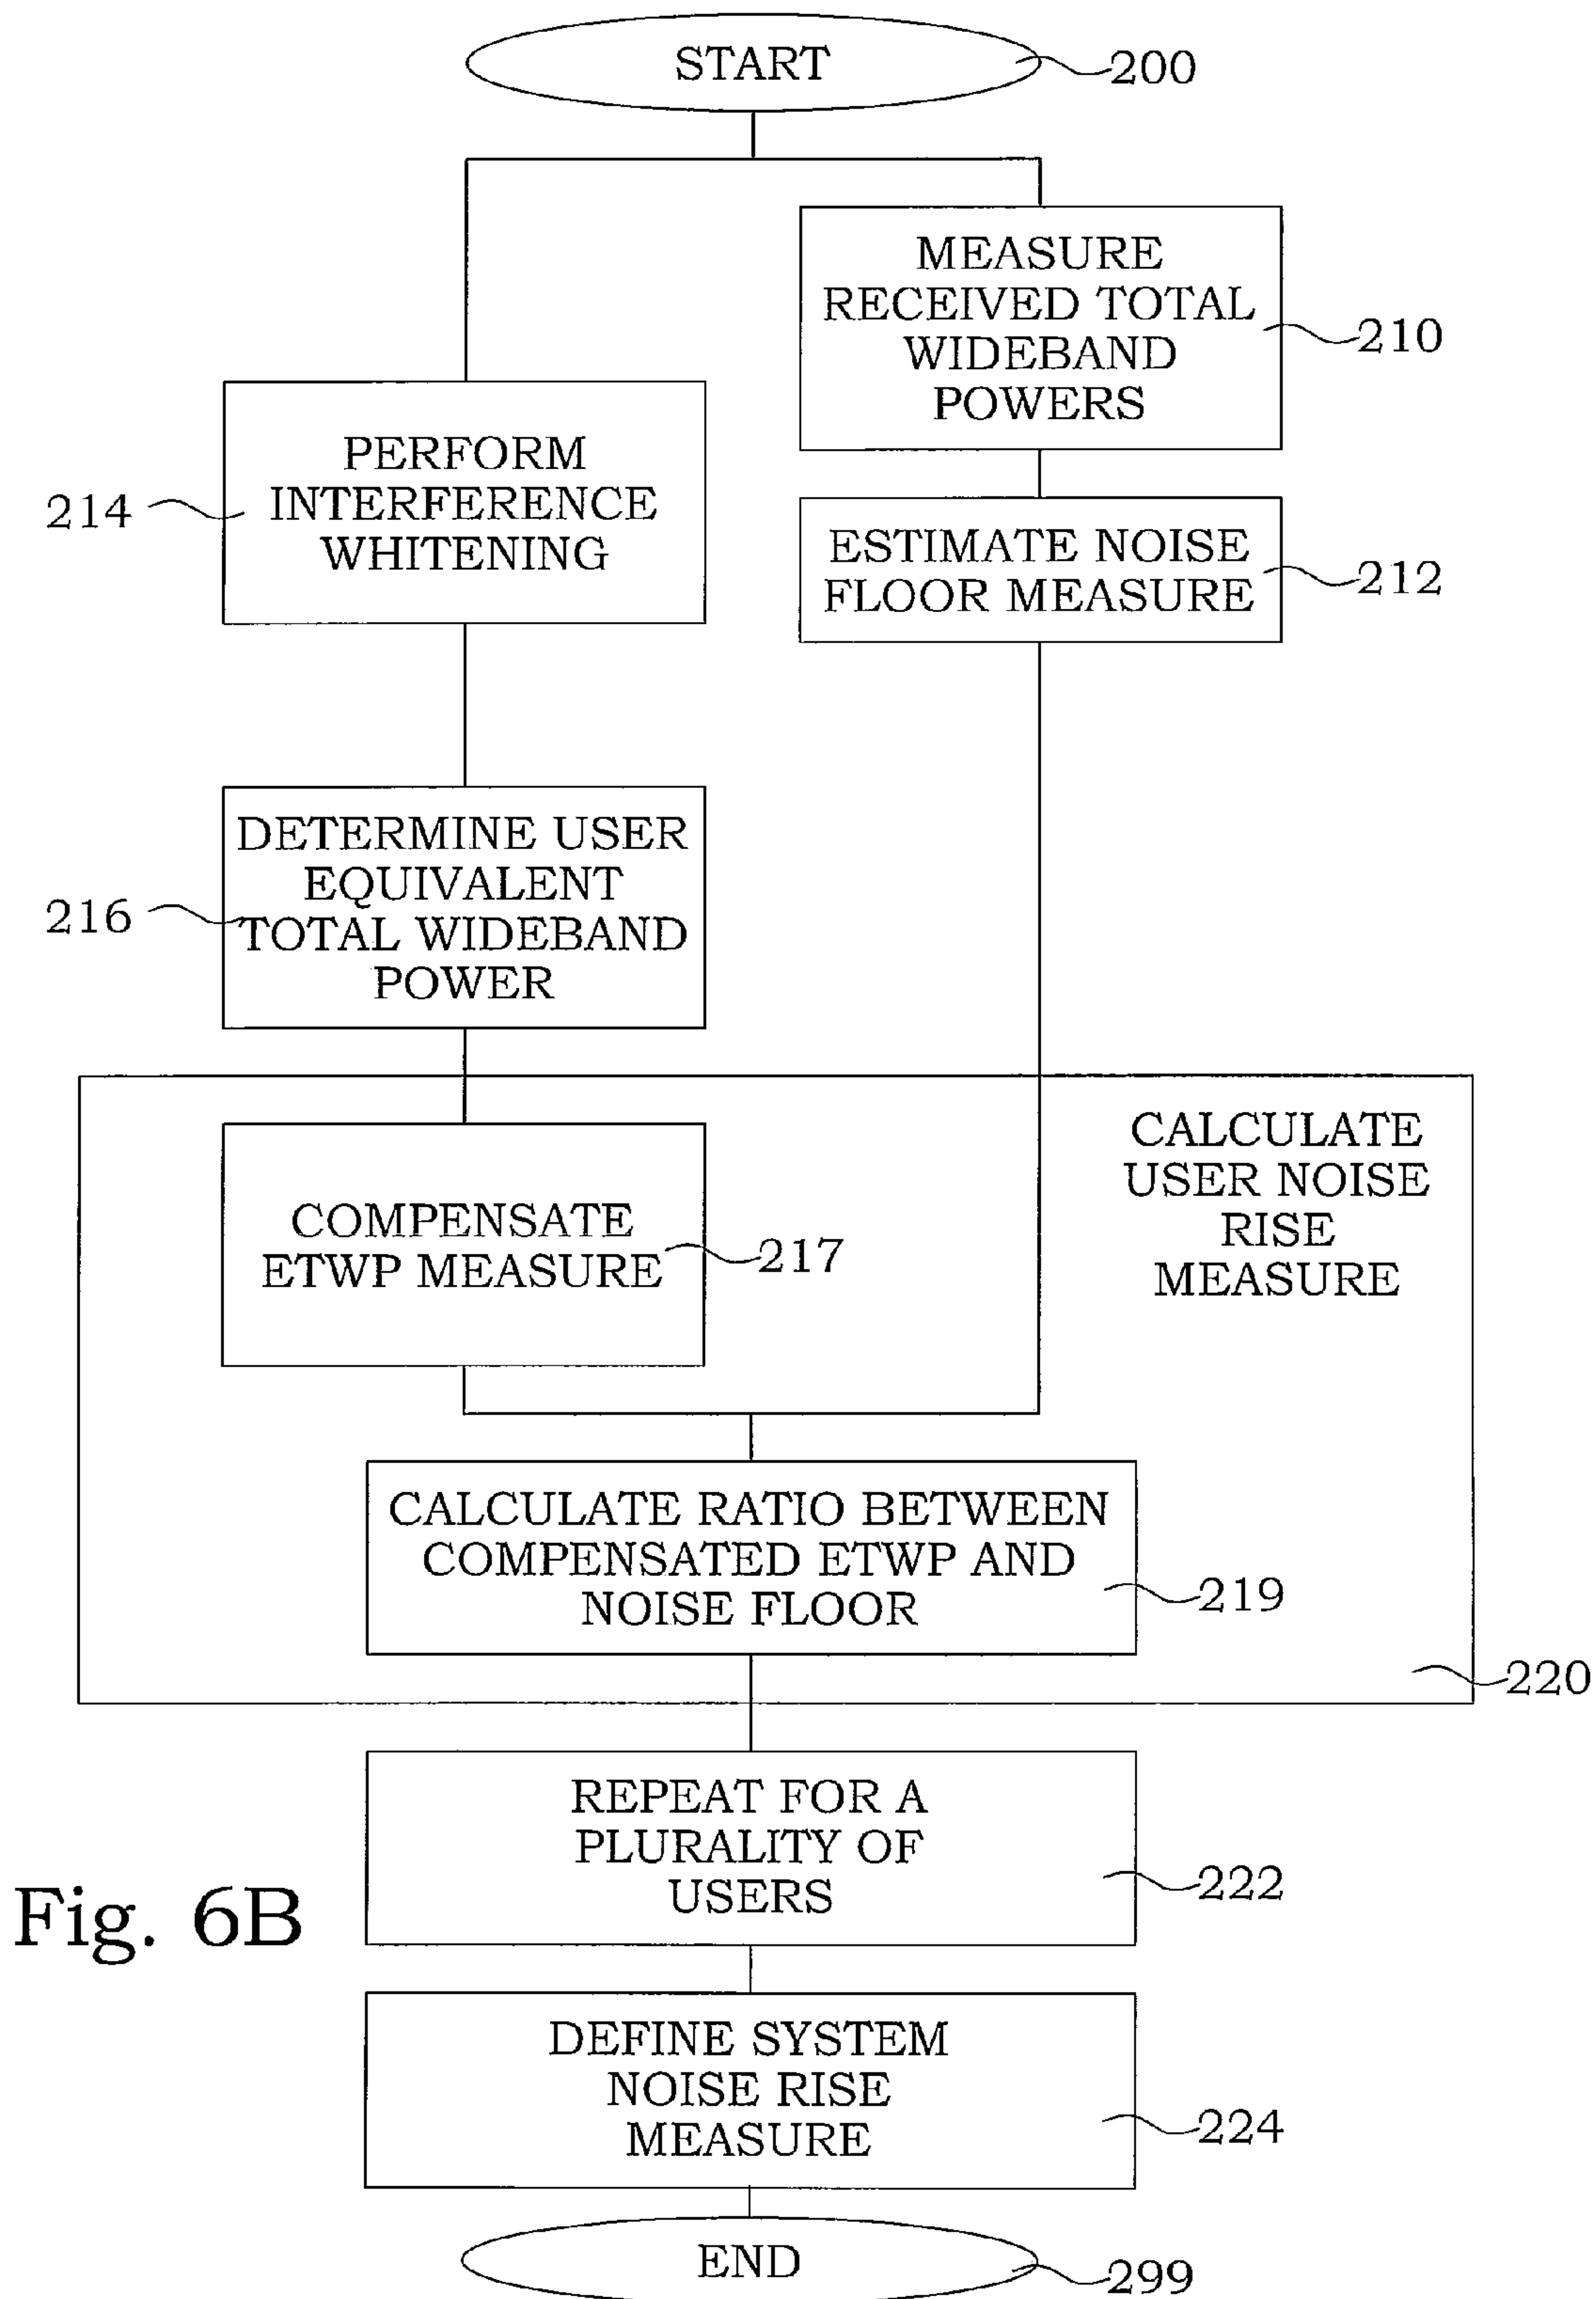 START
200
MEASURE
RECEIVED TOTAL
WIDEBAND
POWERS
210
PERFORM
INTERFERENCE
WHITENING
214
ESTIMATE NOISE
FLOOR MEASURE
212
DETERMINE USER
EQUIVALENT
TOTAL WIDEBAND
POWER
216
CALCULATE
USER NOISE
RISE
MEASURE
COMPENSATE
ETWP MEASURE
217
CALCULATE RATIO BETWEEN
COMPENSATED ETWP AND
NOISE FLOOR
219
220
REPEAT FOR A
PLURALITY OF
USERS
222
Fig. 6B
DEFINE SYSTEM
NOISE RISE
MEASURE
224
END
299